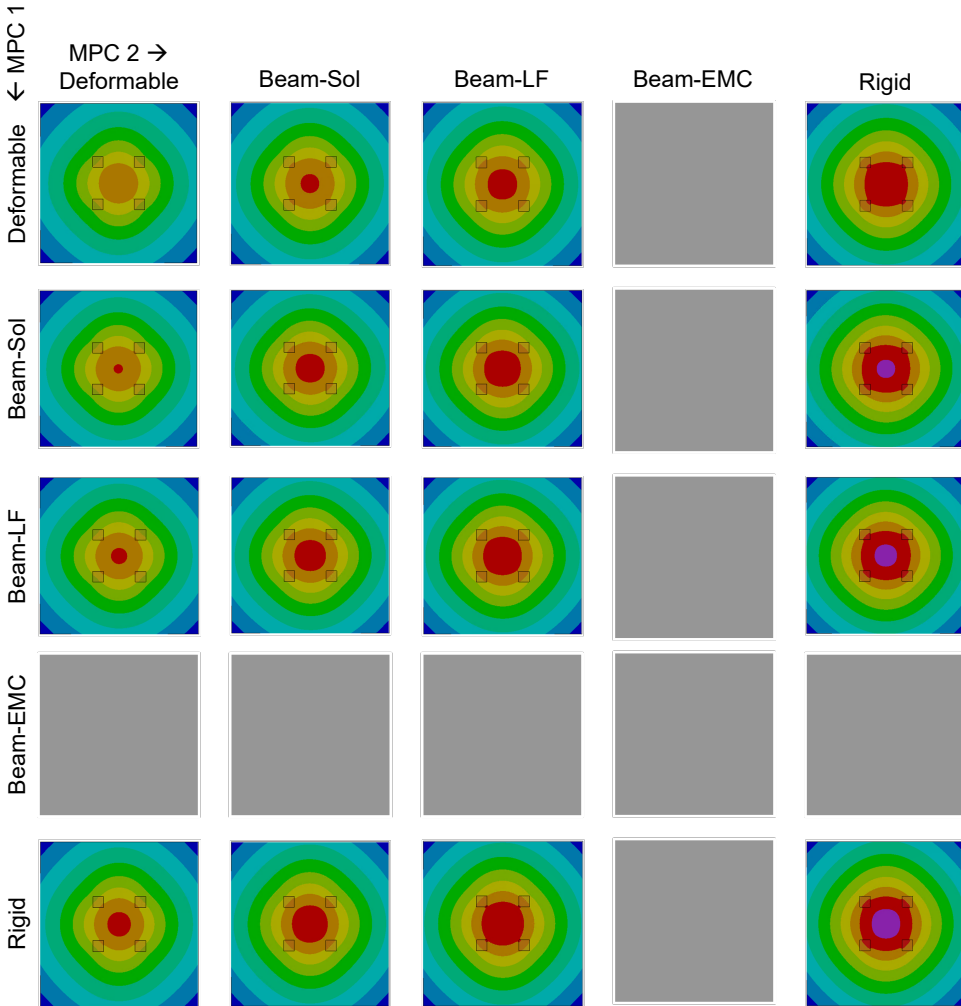 ← MPC 1
MPC 2 →
Deformable
Beam-Sol
Beam-LF
Beam-EMC
Rigid
Deformable
Beam-Sol
Beam-LF
Beam-EMC
Rigid